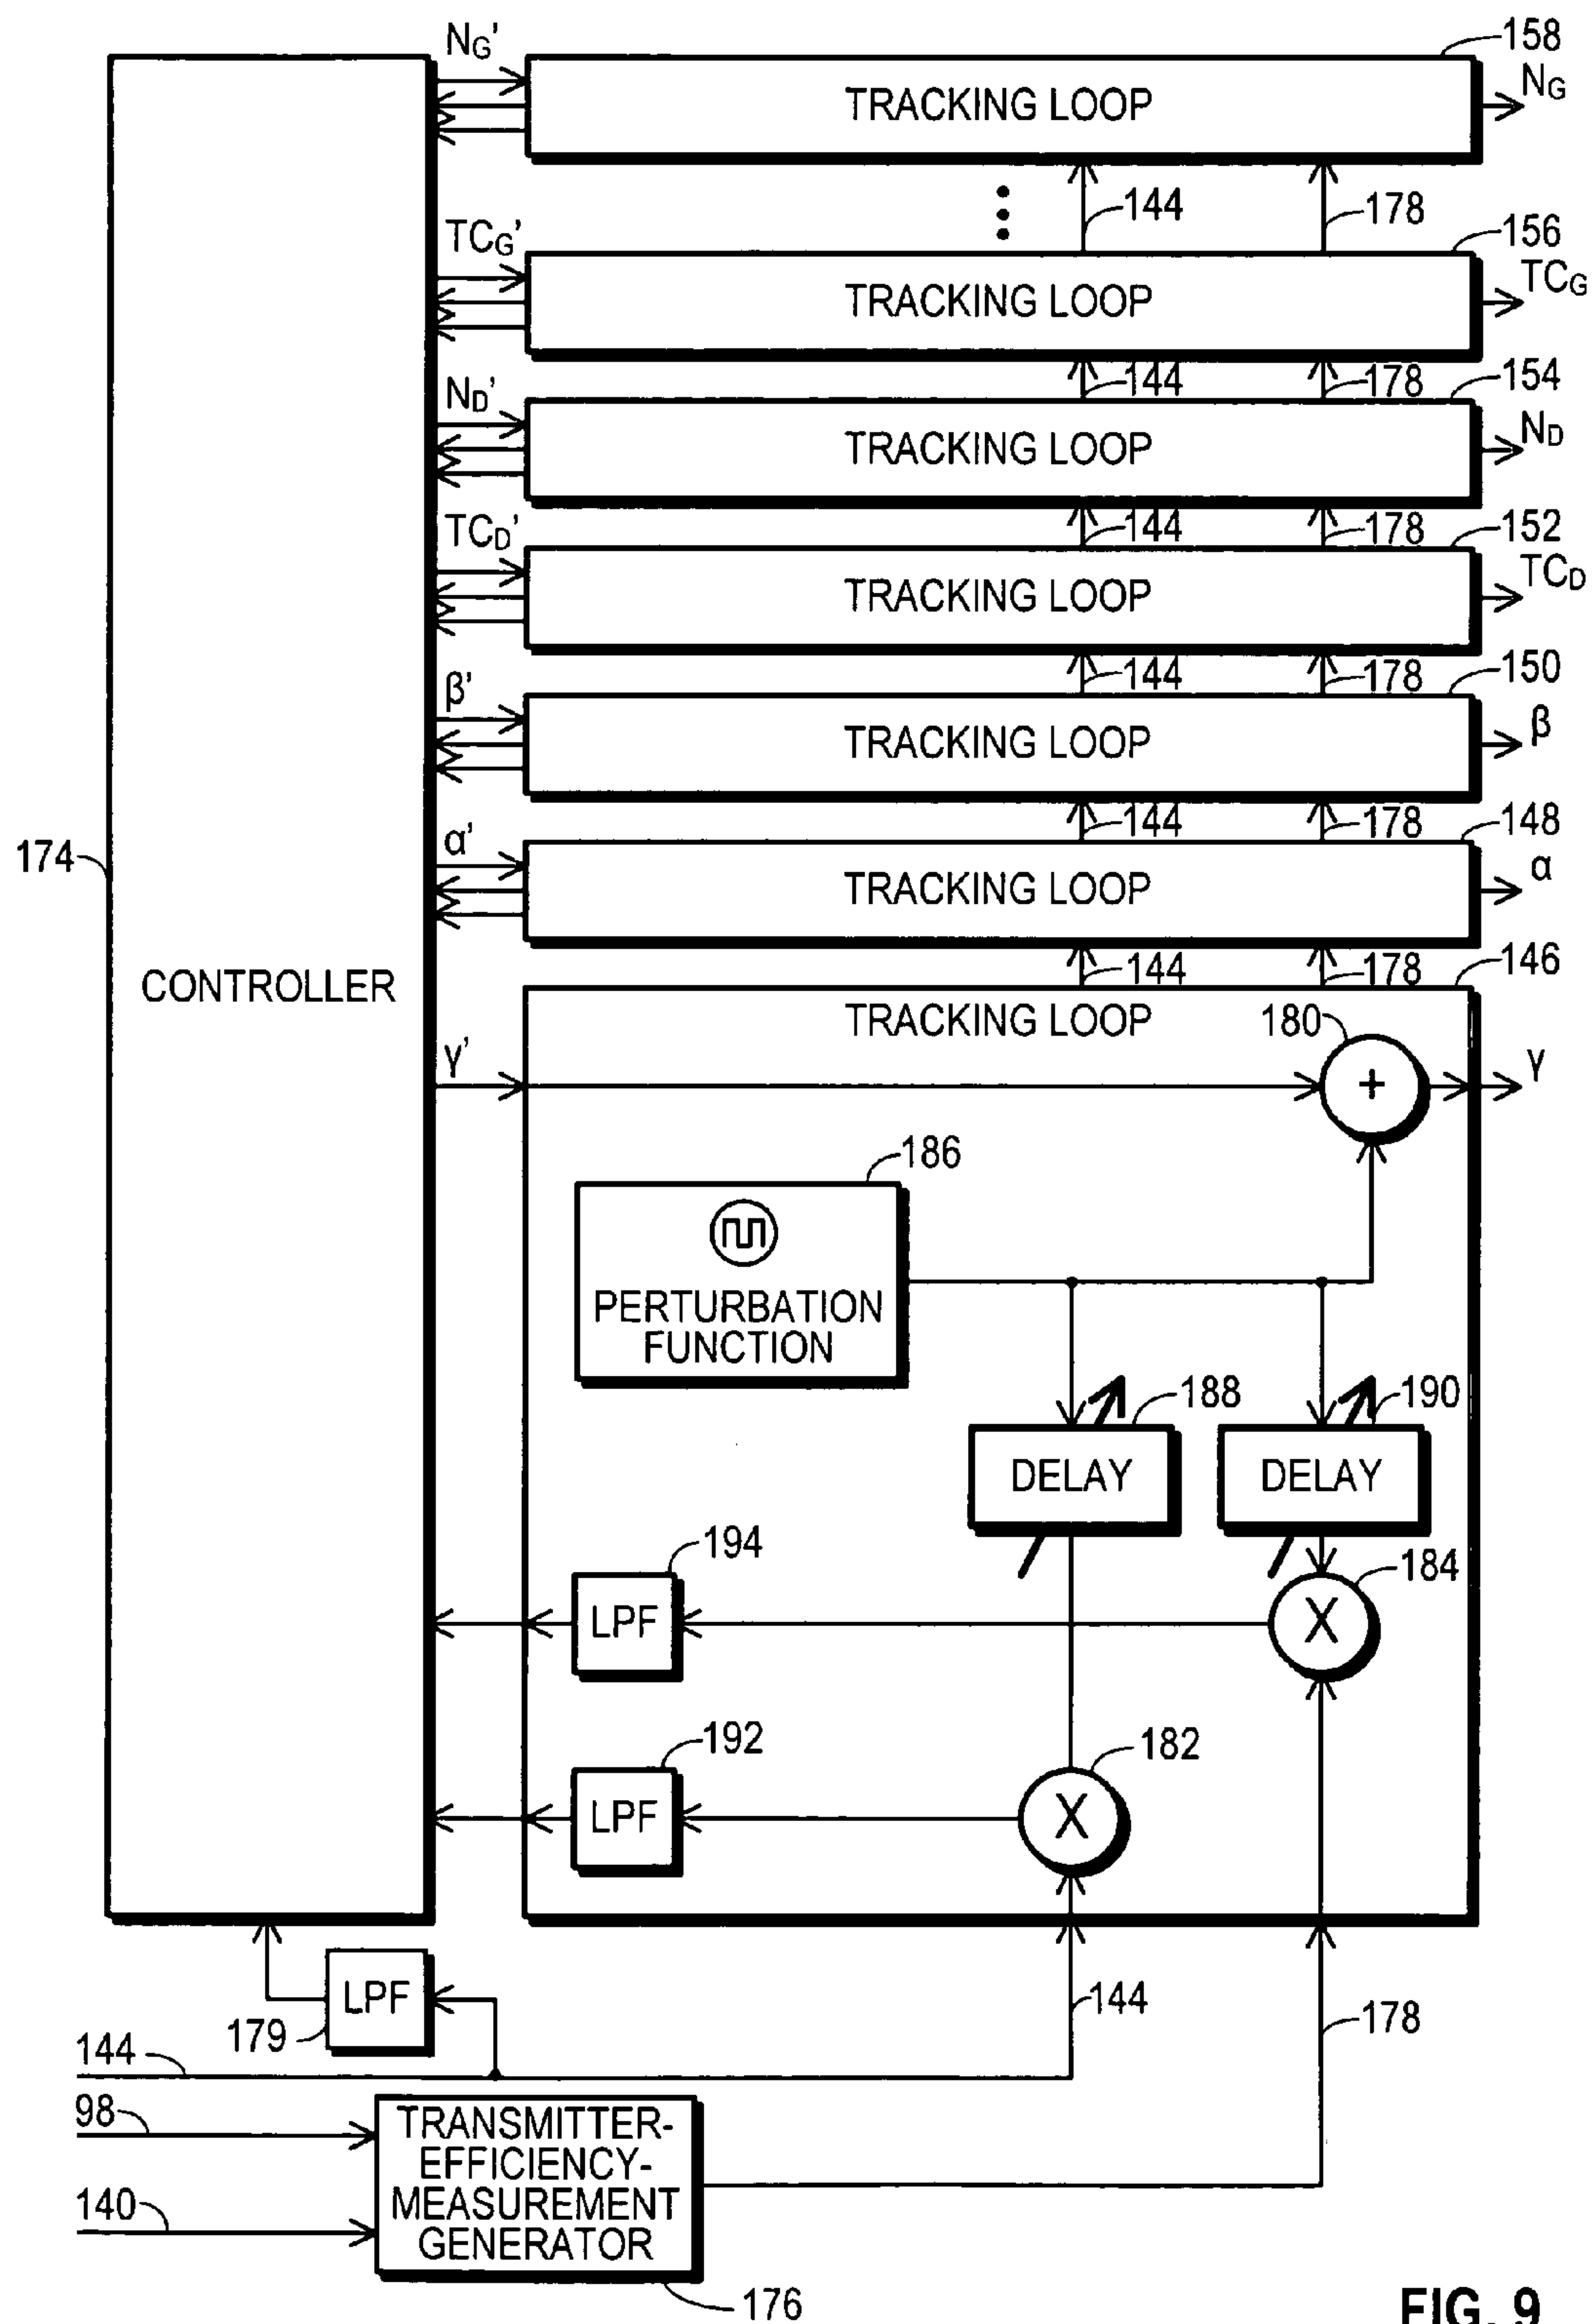 NG'
158
TRACKING LOOP
NG
144
178
TCG'
156
TRACKING LOOP
TCG
144
178
154
ND'
TRACKING LOOP
ND
144
178
152
TCD'
TRACKING LOOP
TCD
144
178
150
β'
TRACKING LOOP
β
144
178
148
α'
TRACKING LOOP
α
174
144
178
146
CONTROLLER
TRACKING LOOP
180
γ'
+
γ
186
PERTURBATION
FUNCTION
188
190
DELAY
DELAY
194
184
LPF
X
192
182
LPF
X
LPF
179
144
178
144
98
TRANSMITTER-
EFFICIENCY-
MEASUREMENT
GENERATOR
140
176
FIG. 9